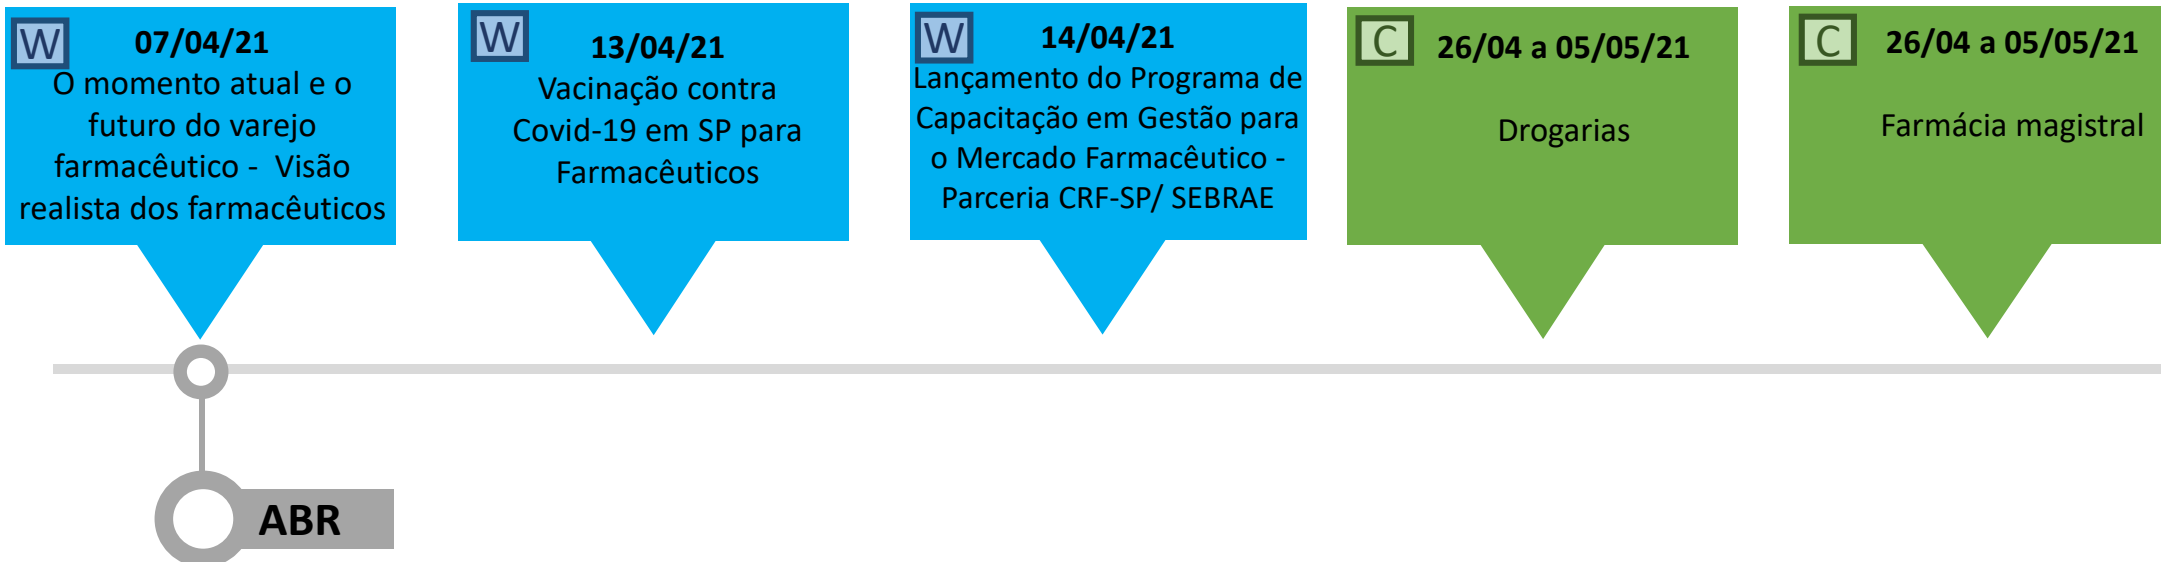 W
07/04/21
O momento atual e o
futuro do varejo
farmacêutico - Visão
realista dos farmacêuticos
W
13/04/21
Vacinação contra
Covid-19 em SP para
Farmacêuticos
W
14/04/21
Lançamento do Programa de
Capacitação em Gestão para
o Mercado Farmacêutico -
Parceria CRF-SP/ SEBRAE
C
26/04 a 05/05/21
Drogarias
C
26/04 a 05/05/21
Farmácia magistral
ABR